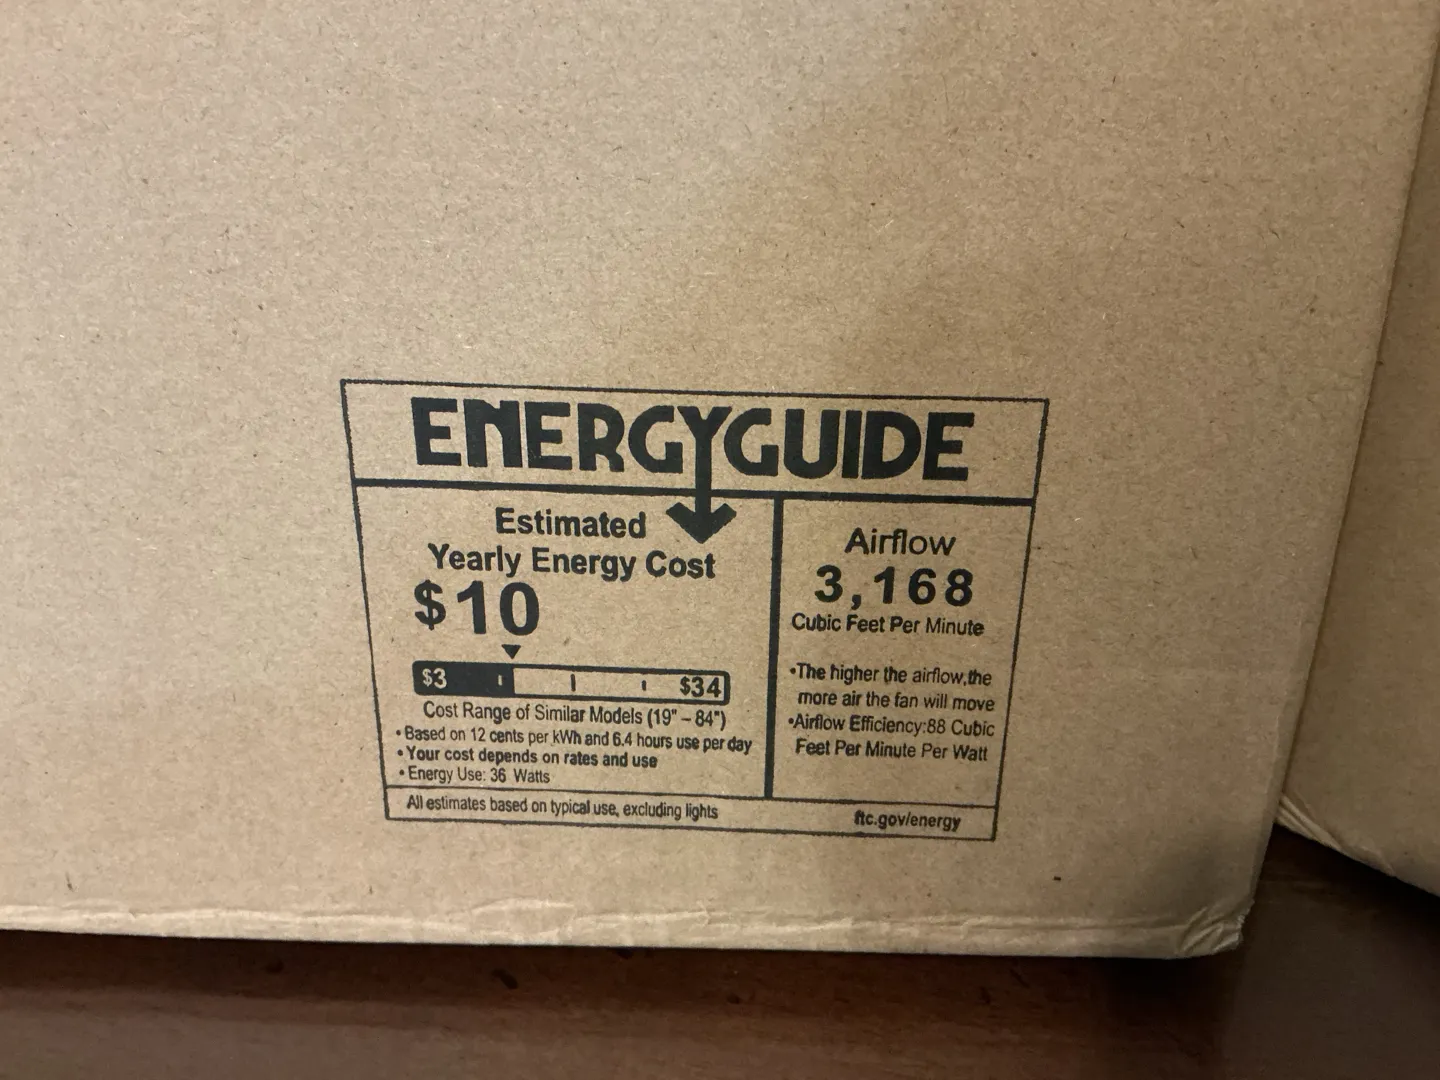 ENERGYGUIDE
Estimated
Yearly Energy Cost
$10
$3
$34
Cost Range of Similar Models (19" – 84")
•Based on 12 cents per kWh and 6.4 hours use per day
•Your cost depends on rates and use
•Energy Use: 36 Watts
Airflow
3,168
Cubic Feet Per Minute
•The higher the airflow,the
more air the fan will move
•Airflow Efficiency:88 Cubic
Feet Per Minute Per Watt
All estimates based on typical use, excluding lights
ftc.gov/energy